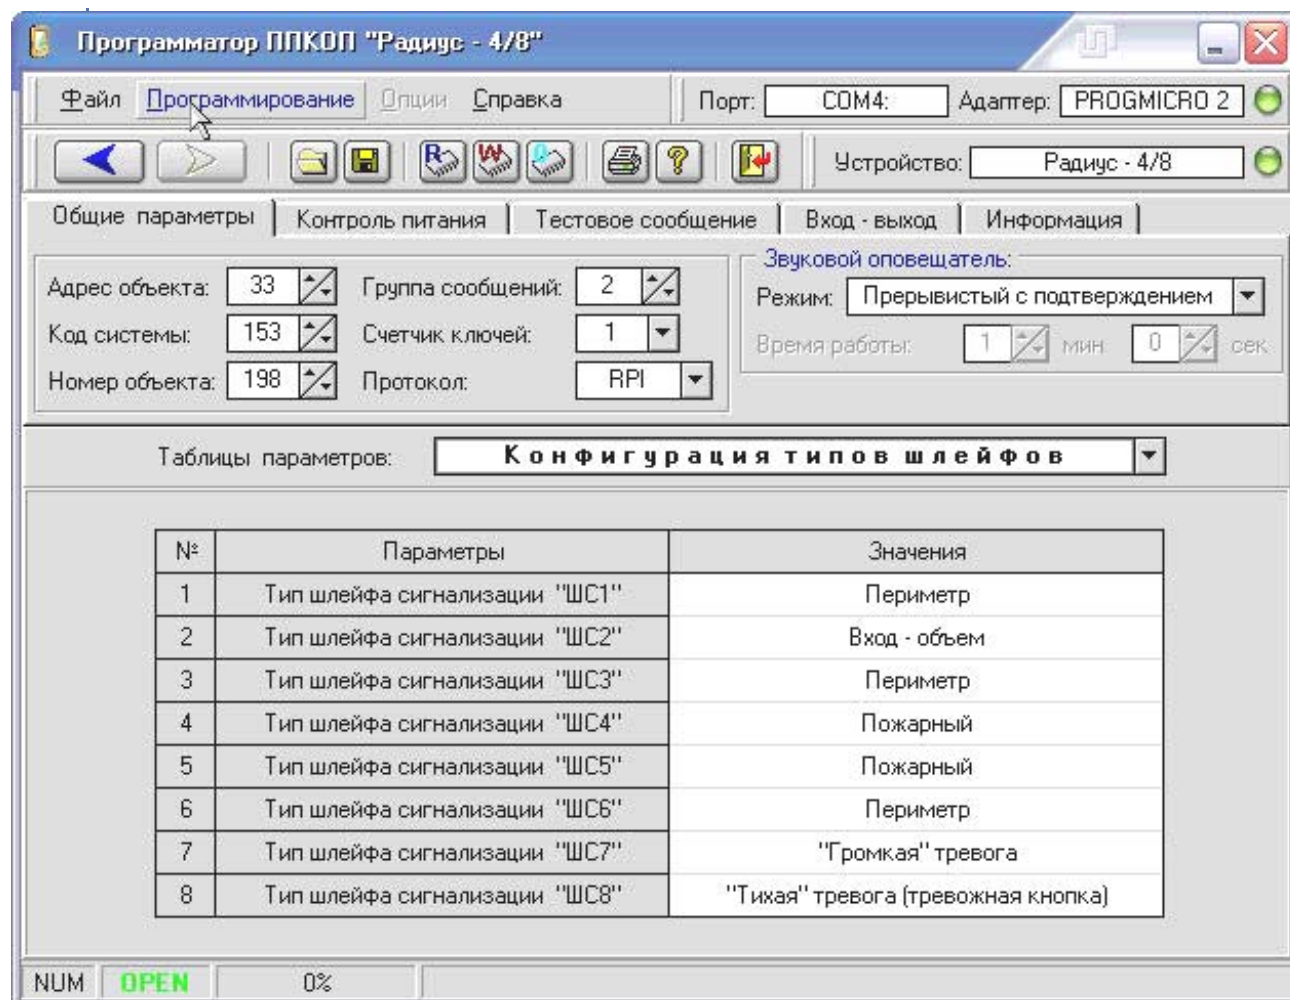 Программатор ППКОП "Радиус - 4/8"
Файл Программирование Опции Справка Порт: COM4: Адаптер: PROGMICRO 2
R W ? Устройство: Радиус - 4/8
Общие параметры Контроль питания Тестовое сообщение Вход - выход Информация
Звуковой оповещатель:
Адрес объекта: 33 Группа сообщений: 2 Режим: Прерывистый с подтверждением
Код системы: 153 Счетчик ключей: 1 Время работы: 1 мин 0 сек
Номер объекта: 198 Протокол: RPI
Таблицы параметров: Конфигурация типов шлейфов
№ Параметры Значения
1 Тип шлейфа сигнализации "ШС1" Периметр
2 Тип шлейфа сигнализации "ШС2" Вход - объем
3 Тип шлейфа сигнализации "ШС3" Периметр
4 Тип шлейфа сигнализации "ШС4" Пожарный
5 Тип шлейфа сигнализации "ШС5" Пожарный
6 Тип шлейфа сигнализации "ШС6" Периметр
7 Тип шлейфа сигнализации "ШС7" "Громкая" тревога
8 Тип шлейфа сигнализации "ШС8" "Тихая" тревога (тревожная кнопка)
NUM OPEN 0%